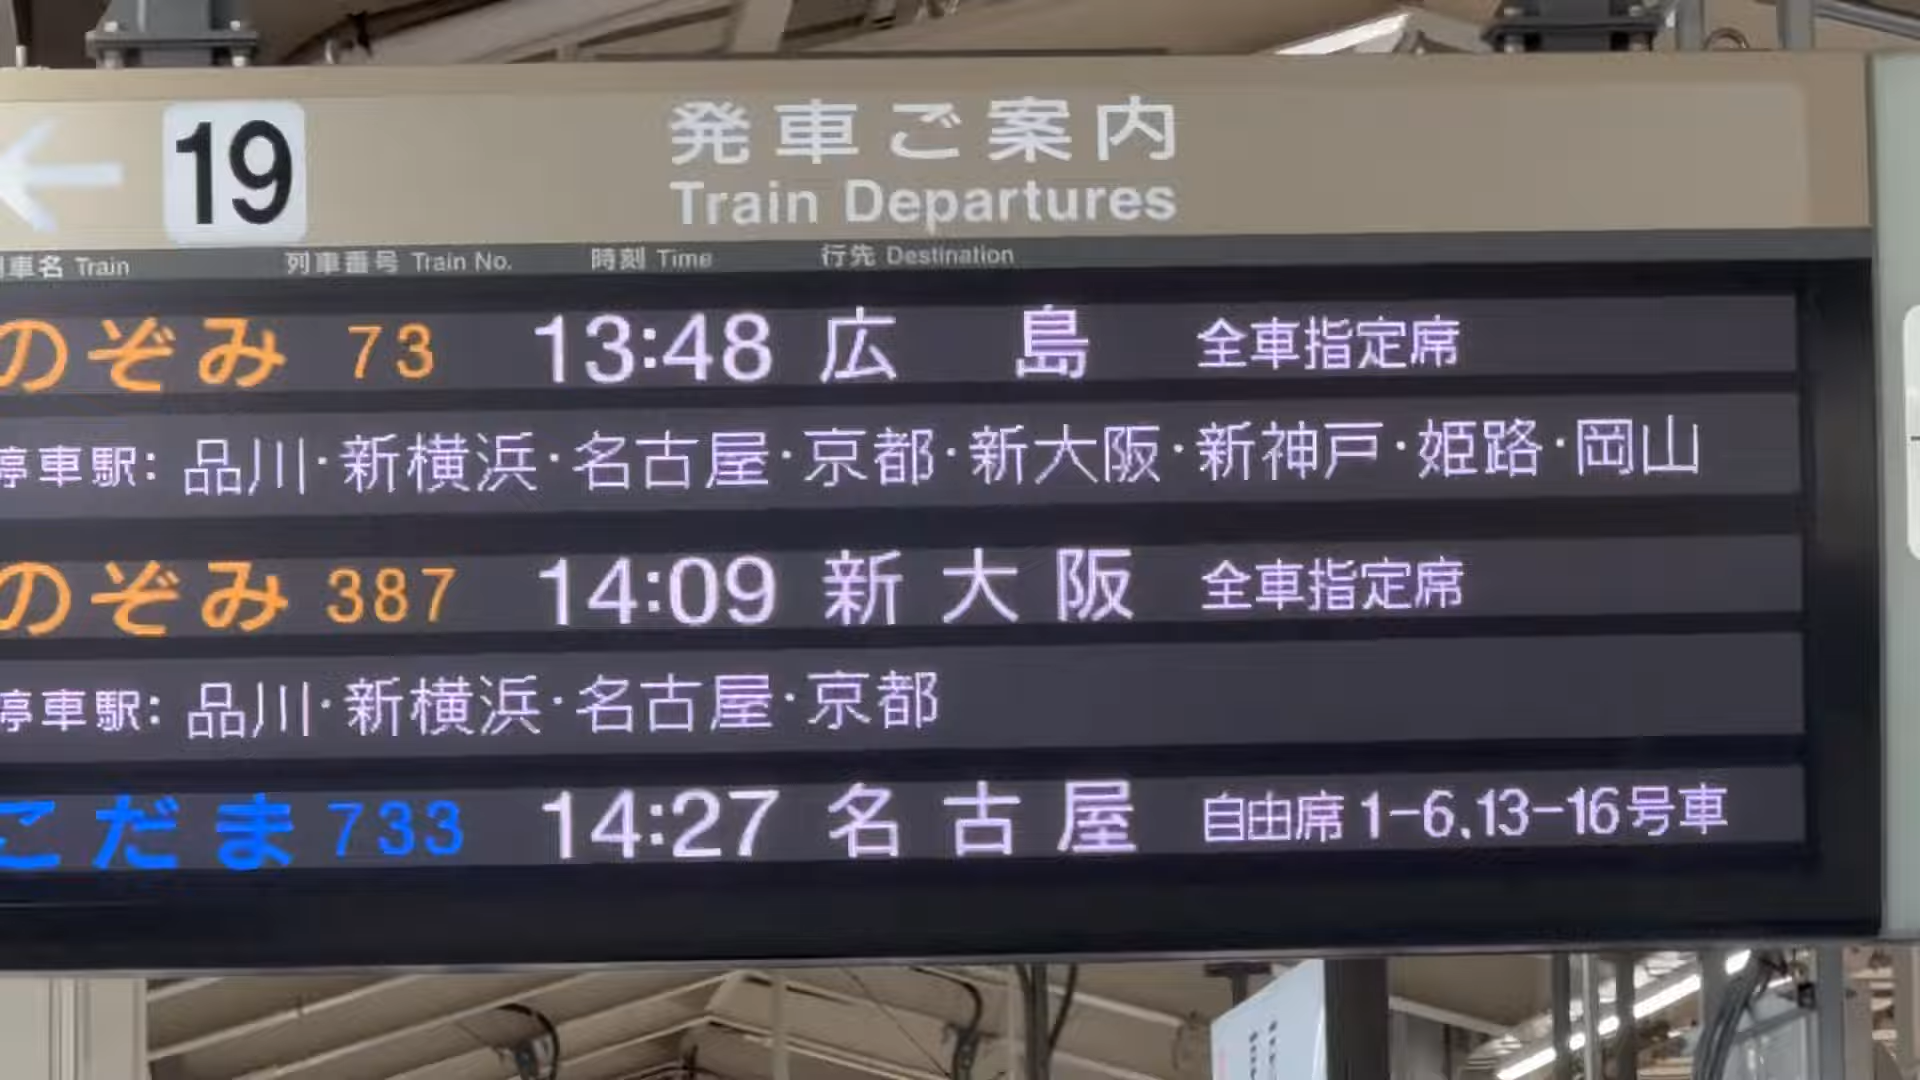 ← 19 発車ご案内
Train Departures
車名 Train 列車番号 Train No. 時刻 Time 行先 Destination
のぞみ 73 13:48 広島 全車指定席
停車駅: 品川・新横浜・名古屋・京都・新大阪・新神戸・姫路・岡山
のぞみ 387 14:09 新大阪 全車指定席
停車駅: 品川・新横浜・名古屋・京都
こだま 733 14:27 名古屋 自由席1-6,13-16号車